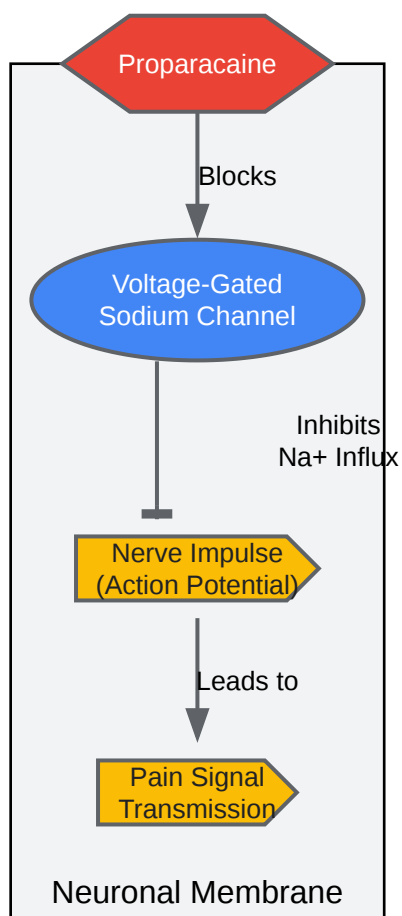 Proparacaine
Blocks
Voltage-Gated
Sodium Channel
Inhibits
Na+ Influx
Nerve Impulse
(Action Potential)
Leads to
Pain Signal
Transmission
Neuronal Membrane